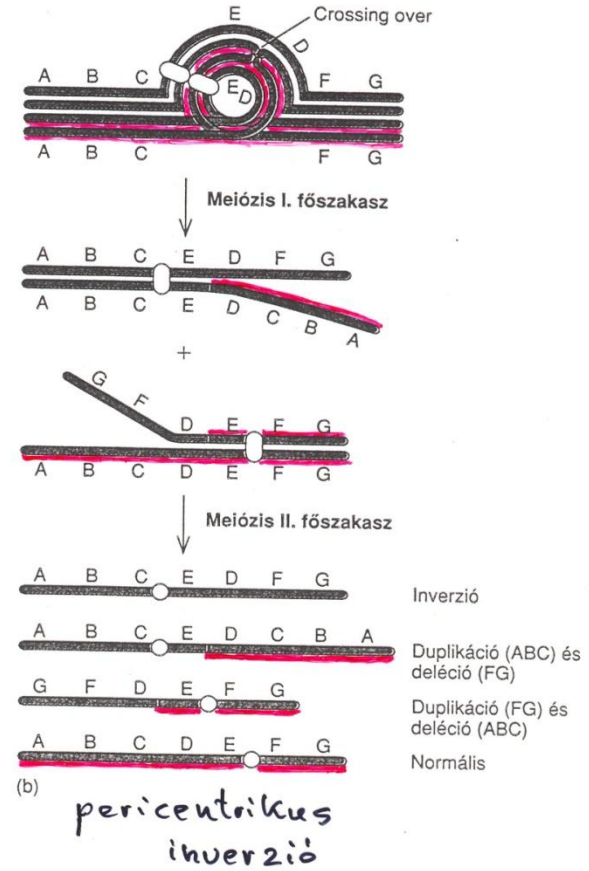 E
Crossing over
D
A B C F G
E D
A B C F G
Meiózis I. főszakasz
A B C E D F G
A B C E D C B A
+
G F D E F G
A B C D E F G
Meiózis II. főszakasz
A B C E D F G
Inverzió
A B C E D C B A
Duplikáció (ABC) és
deléció (FG)
G F D E F G
Duplikáció (FG) és
deléció (ABC)
A B C D E F G
Normális
(b)
pericentrikus
inverzió